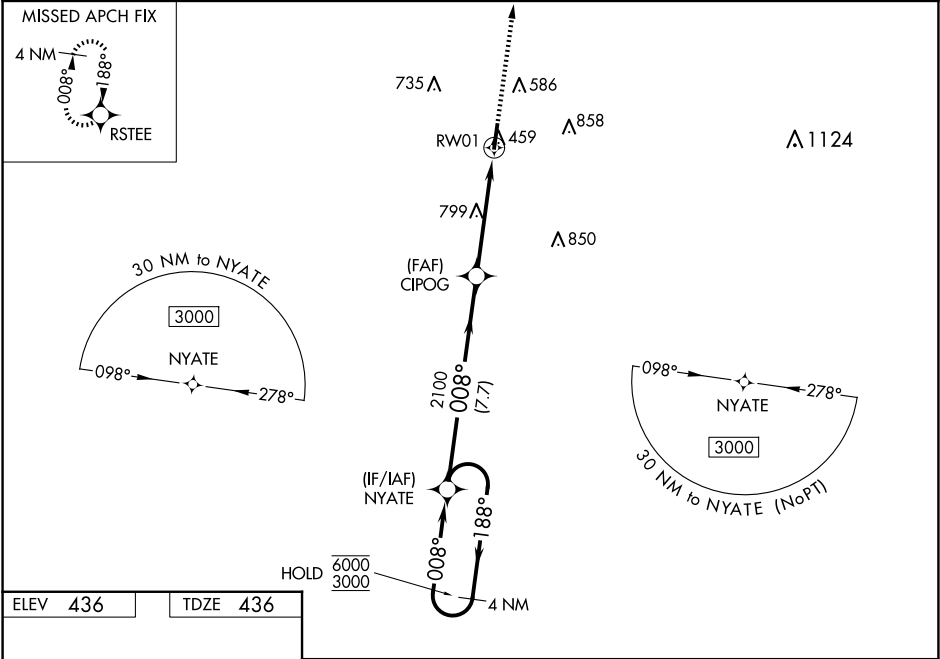 MISSED APCH FIX
4 NM
008°
188°
RSTEE
735
586
858
1124
RW01
459
799
850
(FAF)
CIPOG
30 NM to NYATE
3000
NYATE
098°
278°
2100
008°
(7.7)
098°
278°
NYATE
3000
30 NM to NYATE (NoPT)
(IF/IAF)
NYATE
008°
188°
HOLD
6000
3000
4 NM
ELEV 436
TDZE 436